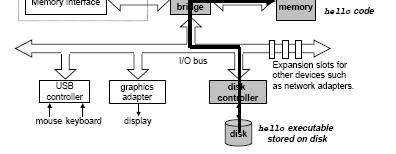 Memory Interface
bridge
memory
hello code
I/O bus
Expansion slots for
other devices such
as network adapters.
USB
controller
graphics
adapter
disk
controller
mouse keyboard
display
disk
hello executable
stored on disk